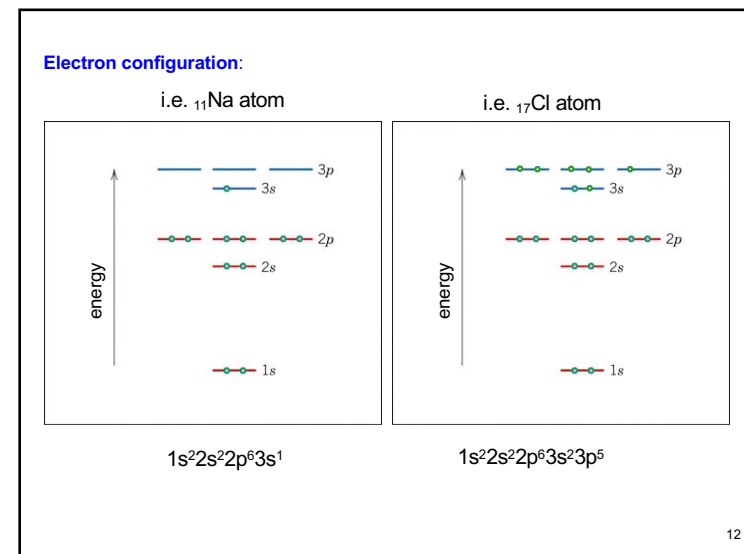 Electron configuration:
i.e. ₁₁Na atom
energy
3p
3s
2p
2s
1s
1s²2s²2p⁶3s¹
i.e. ₁₇Cl atom
energy
3p
3s
2p
2s
1s
1s²2s²2p⁶3s²3p⁵
12